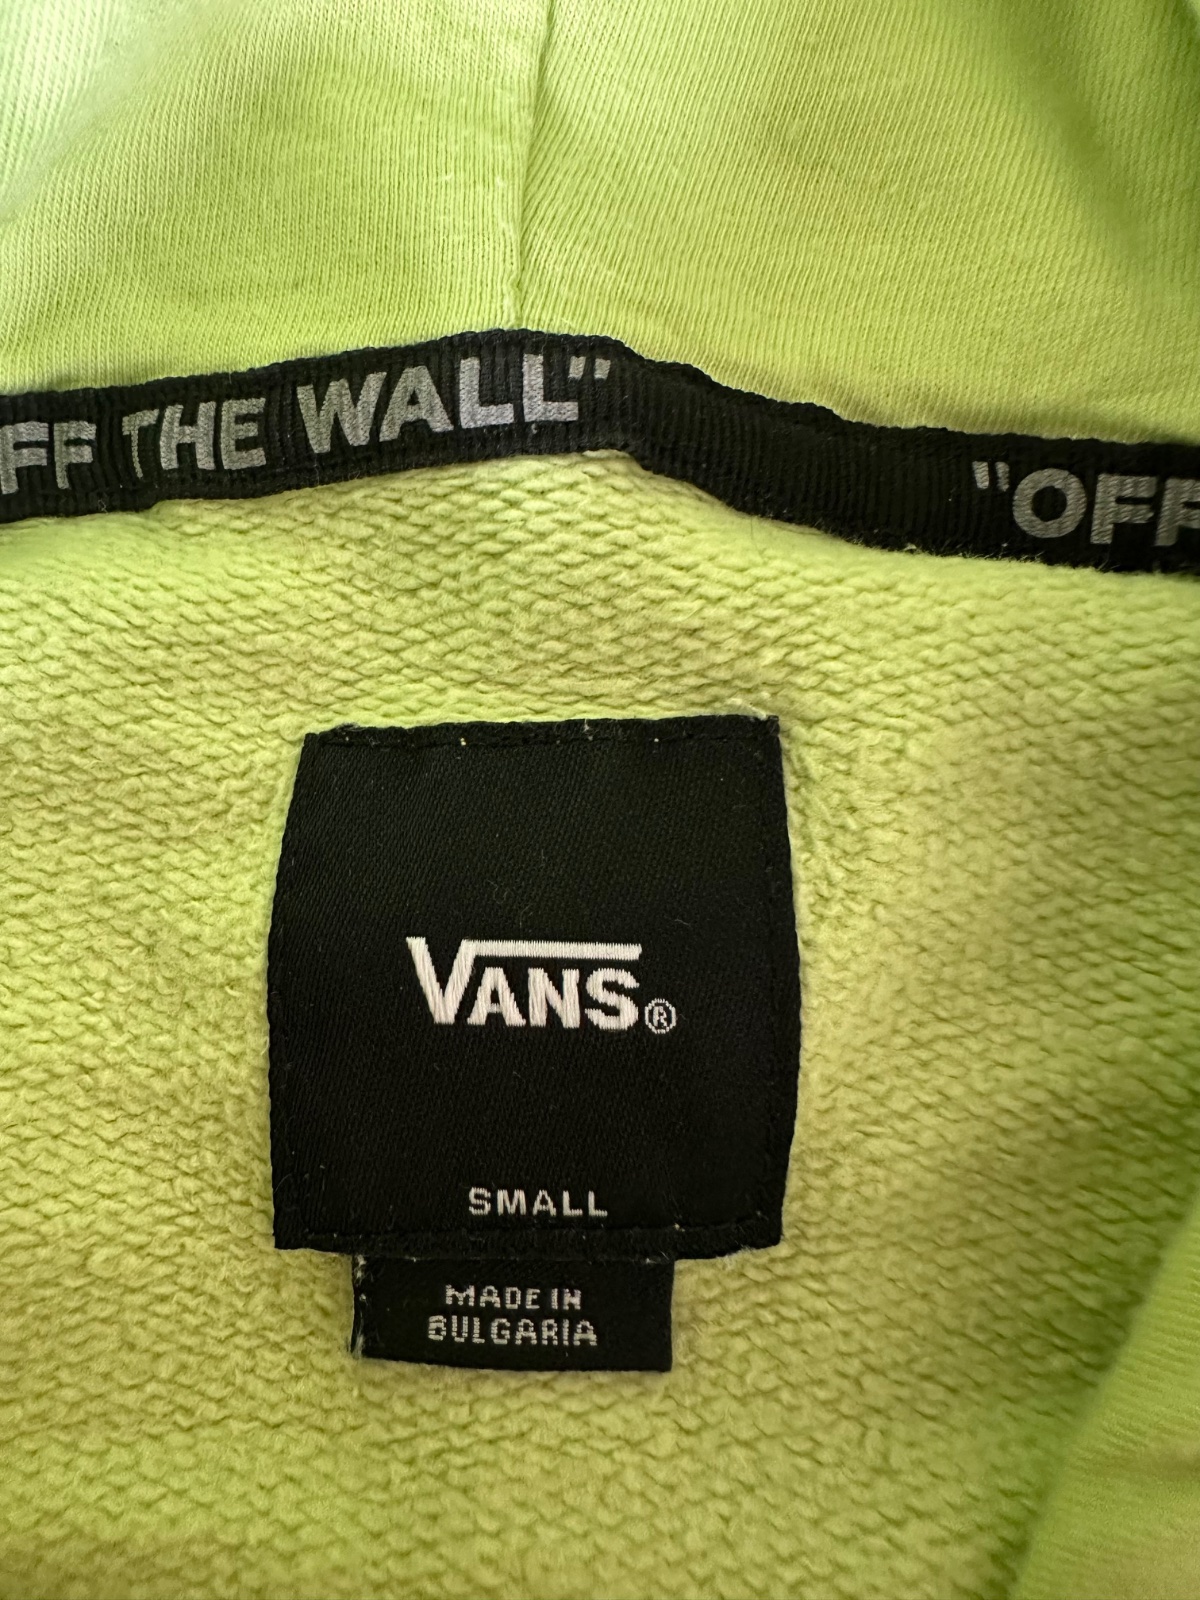 FF THE WALL"
"OFF
VANS®
SMALL
MADE IN
BULGARIA